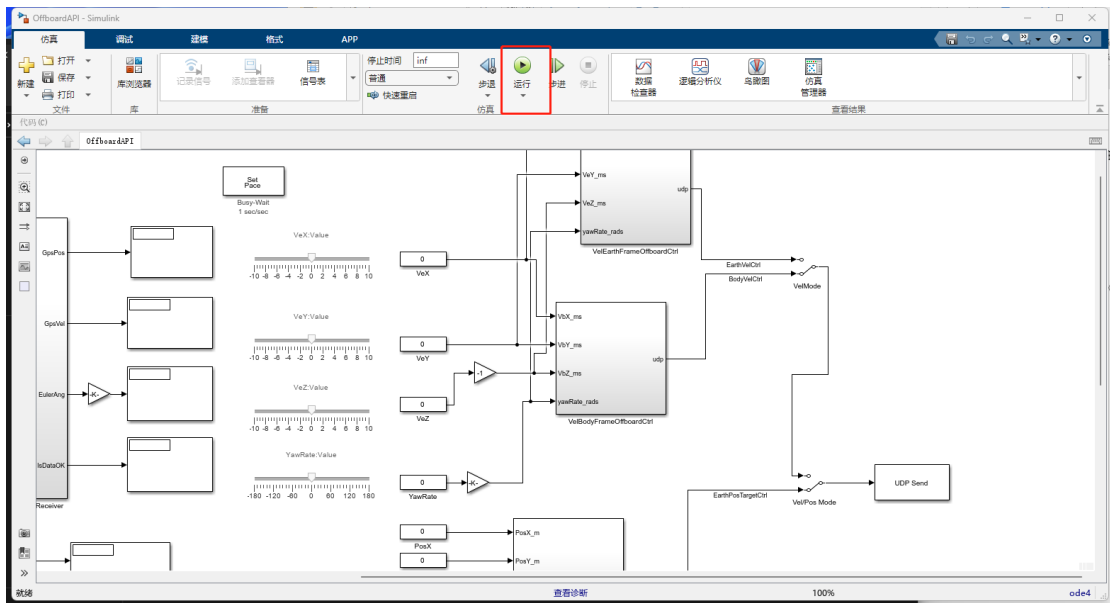 OffboardAPI - Simulink
仿真 调试 建模 格式 APP
新建
打开
保存
打印
文件
库浏览器
库
记录信号
添加查看器
信号表
准备
停止时间 inf
普通
快速重启
步退
运行
步进
停止
仿真
数据
检查器
逻辑分析仪
鸟瞰图
仿真
管理器
查看结果
代码 (C)
OffboardAPI
Set
Pace
Busy-Wait
1 sec/sec
GpsPos
GpsVel
EulerAng
-K-
IsDataOK
Receiver
VeX:Value
-10 -8 -6 -4 -2 0 2 4 6 8 10
VeY:Value
-10 -8 -6 -4 -2 0 2 4 6 8 10
VeZ:Value
-10 -8 -6 -4 -2 0 2 4 6 8 10
YawRate:Value
-180 -120 -60 0 60 120 180
0
VeX
0
VeY
-1
0
VeZ
0
YawRate
-K-
0
PosX
0
PosX_m
PosY_m
VeY_ms
VeZ_ms
yawRate_rads
udp
VelEarthFrameOffboardCtrl
VbX_ms
VbY_ms
VbZ_ms
yawRate_rads
udp
VelBodyFrameOffboardCtrl
EarthVelCtrl
BodyVelCtrl
VelMode
EarthPosTargetCtrl
Vel/Pos Mode
UDP Send
就绪 查看诊断 100% ode4